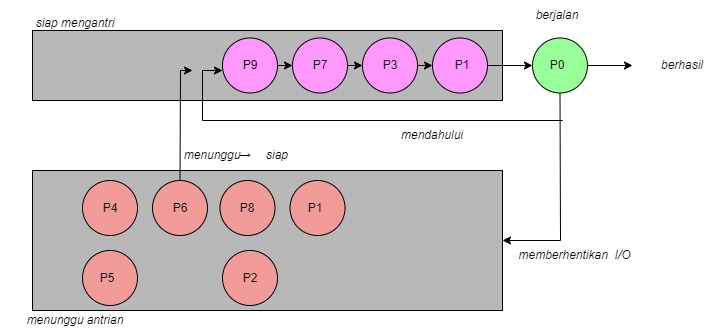 berjalan
siap mengantri
P9 P7 P3 P1 P0 berhasil
mendahului
menunggu→ siap
P4 P6 P8 P1
memberhentikan I/O
P5 P2
menunggu antrian